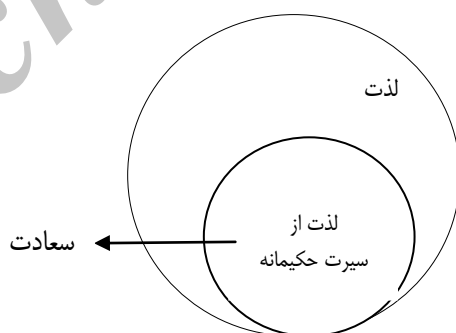 لذت
لذت از
سیرت حکیمانه
سعادت